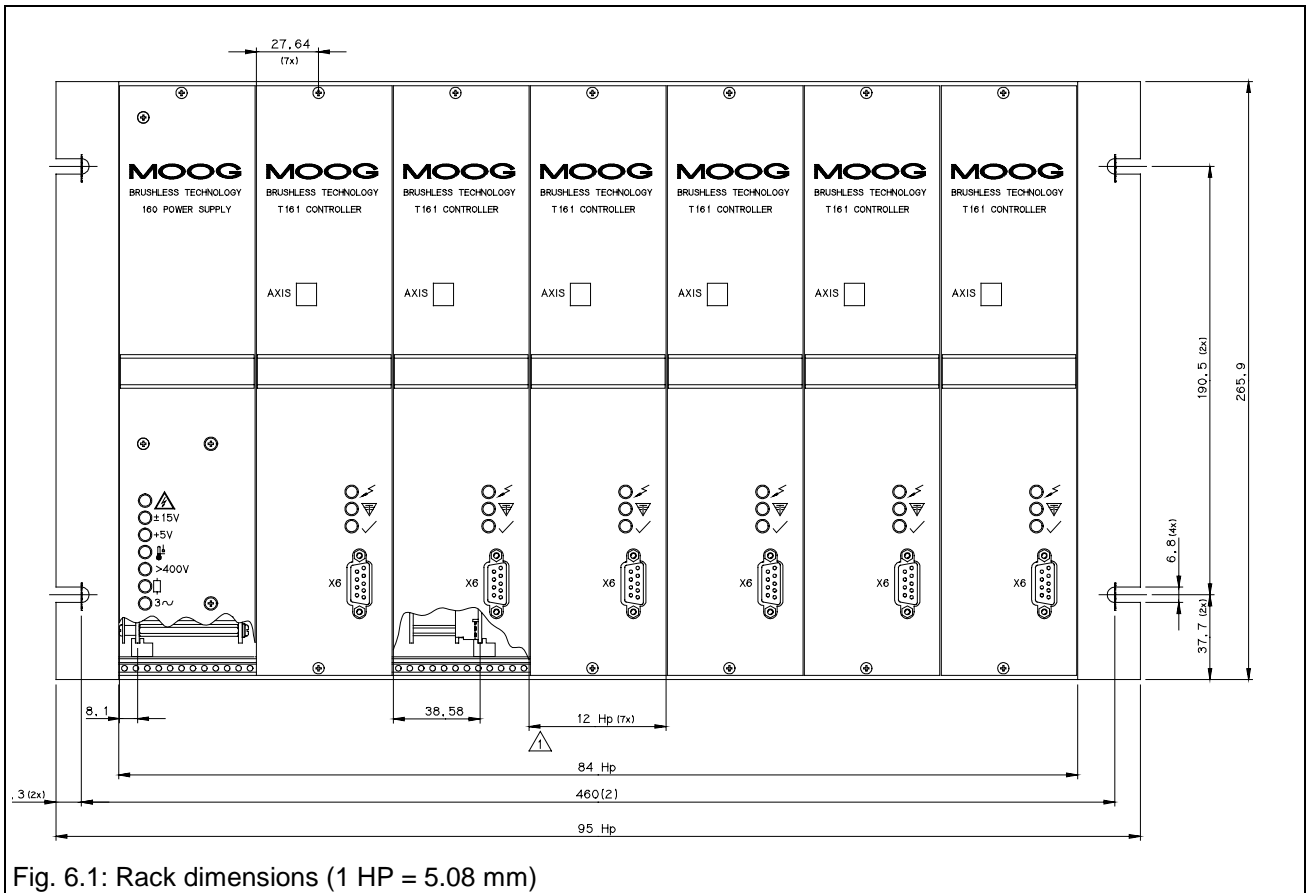 27,64
(7x)
MOOG MOOG MOOG MOOG MOOG MOOG MOOG
BRUSHLESS TECHNOLOGY BRUSHLESS TECHNOLOGY BRUSHLESS TECHNOLOGY BRUSHLESS TECHNOLOGY BRUSHLESS TECHNOLOGY BRUSHLESS TECHNOLOGY BRUSHLESS TECHNOLOGY
160 POWER SUPPLY T161 CONTROLLER T161 CONTROLLER T161 CONTROLLER T161 CONTROLLER T161 CONTROLLER T161 CONTROLLER
AXIS AXIS AXIS AXIS AXIS AXIS
190.5 (2x)
265.9
±15V
+5V
>400V
3~
X6 X6 X6 X6 X6 X6
6.8 (4x)
37.7 (2x)
8.1
38,58
12 Hp (7x)
1
84 Hp
,3 (2x)
460(2)
95 Hp
Fig. 6.1: Rack dimensions (1 HP = 5.08 mm)